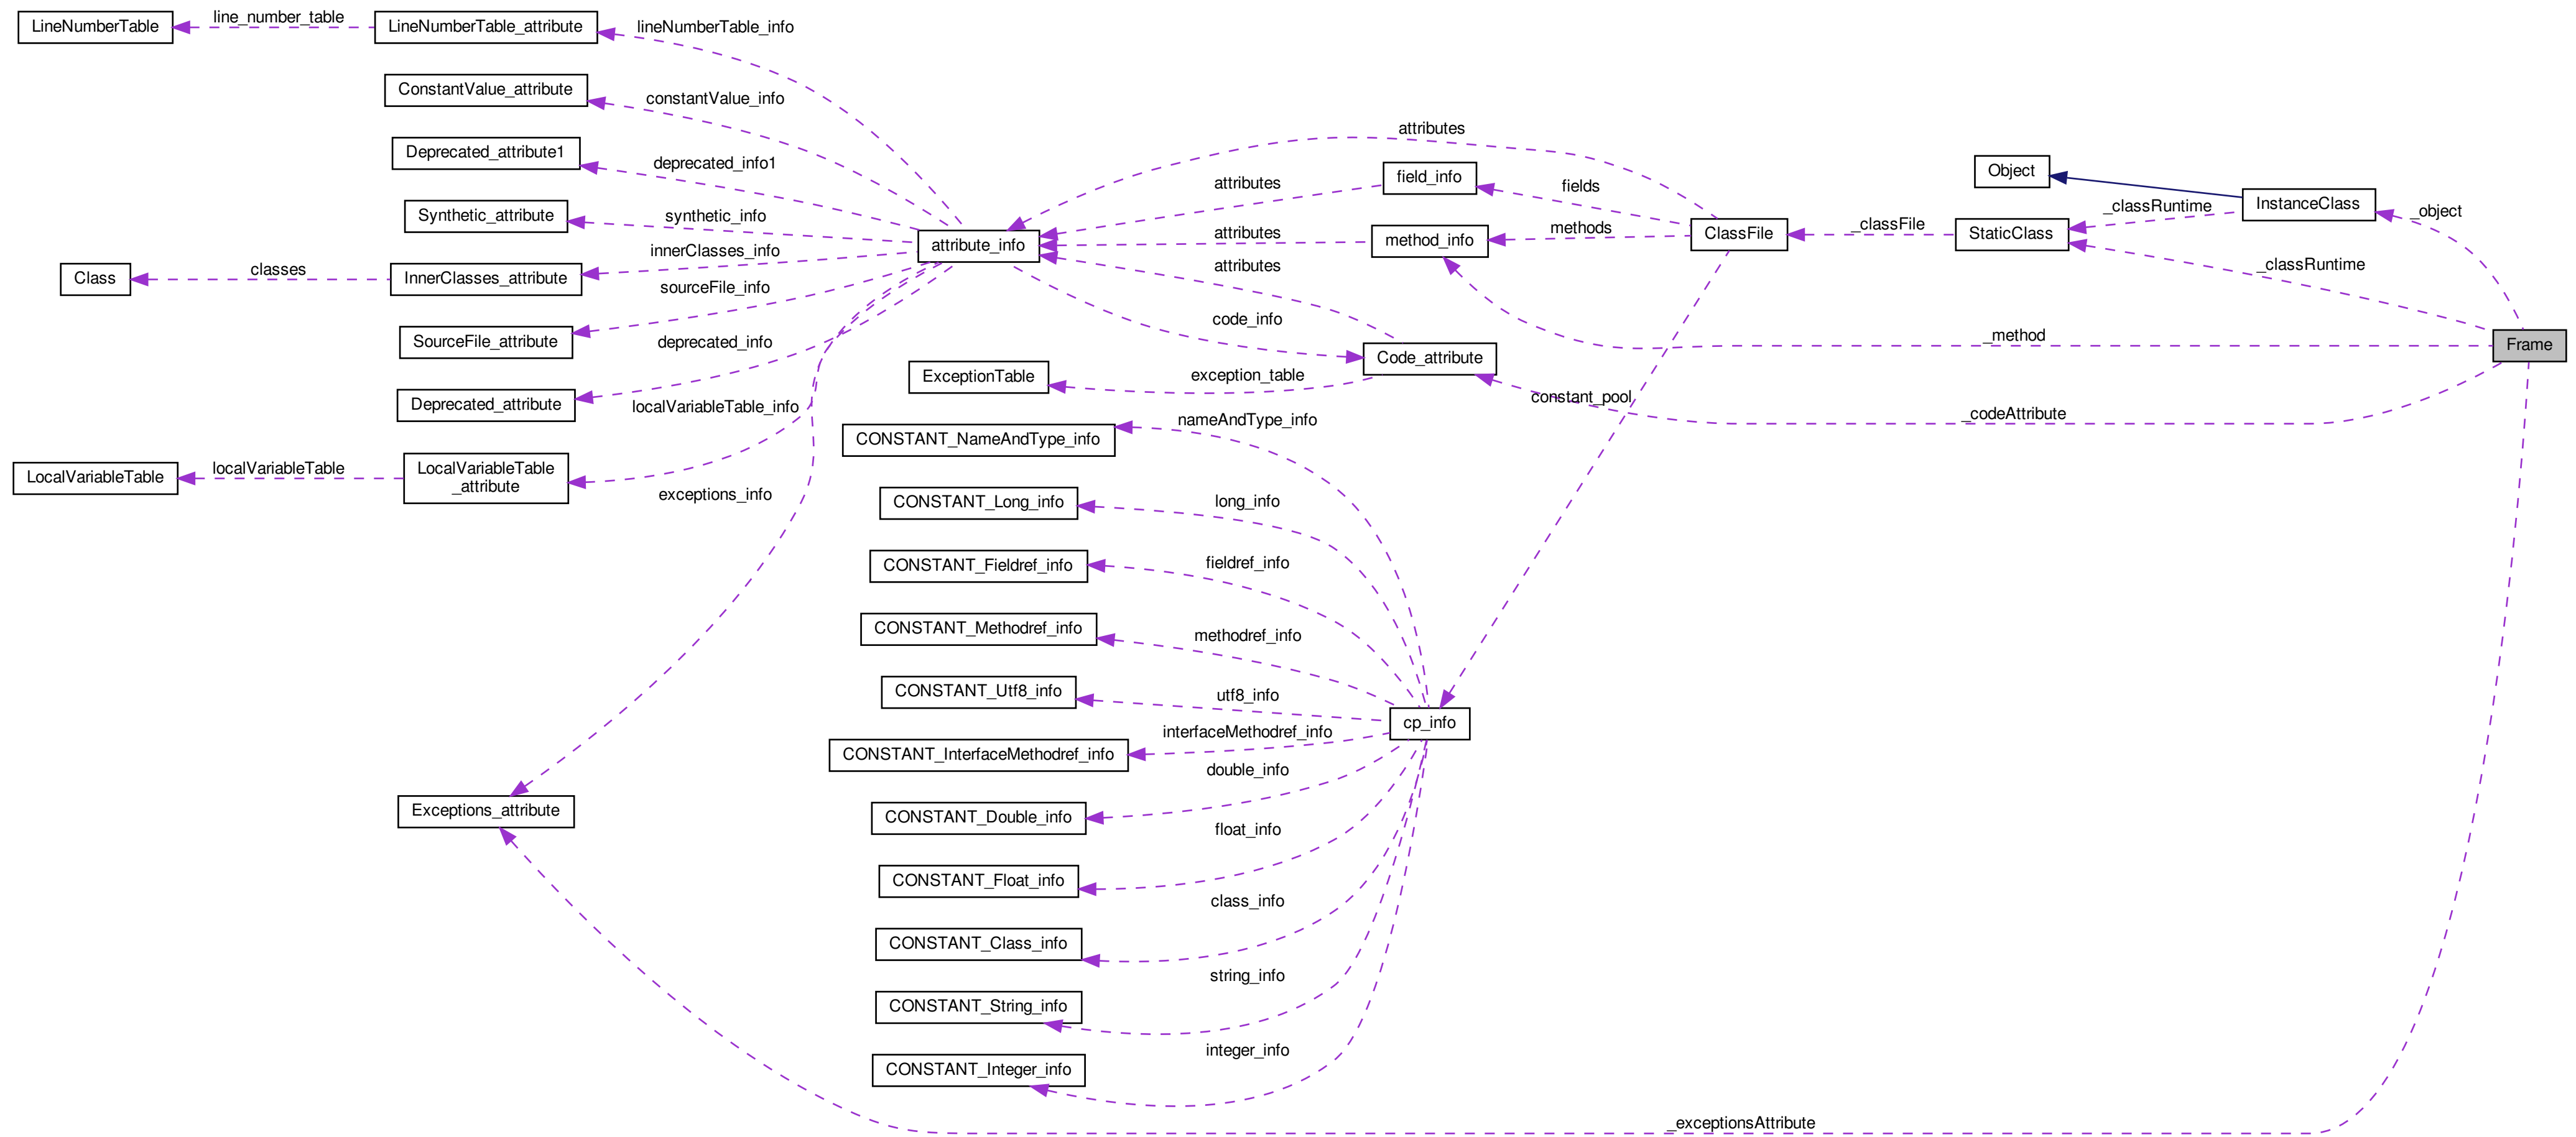 LineNumberTable
line_number_table
LineNumberTable_attribute
lineNumberTable_info
ConstantValue_attribute
constantValue_info
Deprecated_attribute1
deprecated_info1
Synthetic_attribute
synthetic_info
Class
classes
InnerClasses_attribute
innerClasses_info
SourceFile_attribute
sourceFile_info
Deprecated_attribute
deprecated_info
LocalVariableTable
localVariableTable
LocalVariableTable
_attribute
localVariableTable_info
exceptions_info
Exceptions_attribute
attribute_info
attributes
attributes
attributes
attributes
code_info
field_info
method_info
Code_attribute
ExceptionTable
exception_table
fields
methods
ClassFile
_classFile
StaticClass
Object
_classRuntime
InstanceClass
_object
_classRuntime
_method
Frame
constant_pool
_codeAttribute
CONSTANT_NameAndType_info
nameAndType_info
CONSTANT_Long_info
long_info
CONSTANT_Fieldref_info
fieldref_info
CONSTANT_Methodref_info
methodref_info
CONSTANT_Utf8_info
utf8_info
cp_info
CONSTANT_InterfaceMethodref_info
interfaceMethodref_info
CONSTANT_Double_info
double_info
CONSTANT_Float_info
float_info
CONSTANT_Class_info
class_info
CONSTANT_String_info
string_info
CONSTANT_Integer_info
integer_info
_exceptionsAttribute